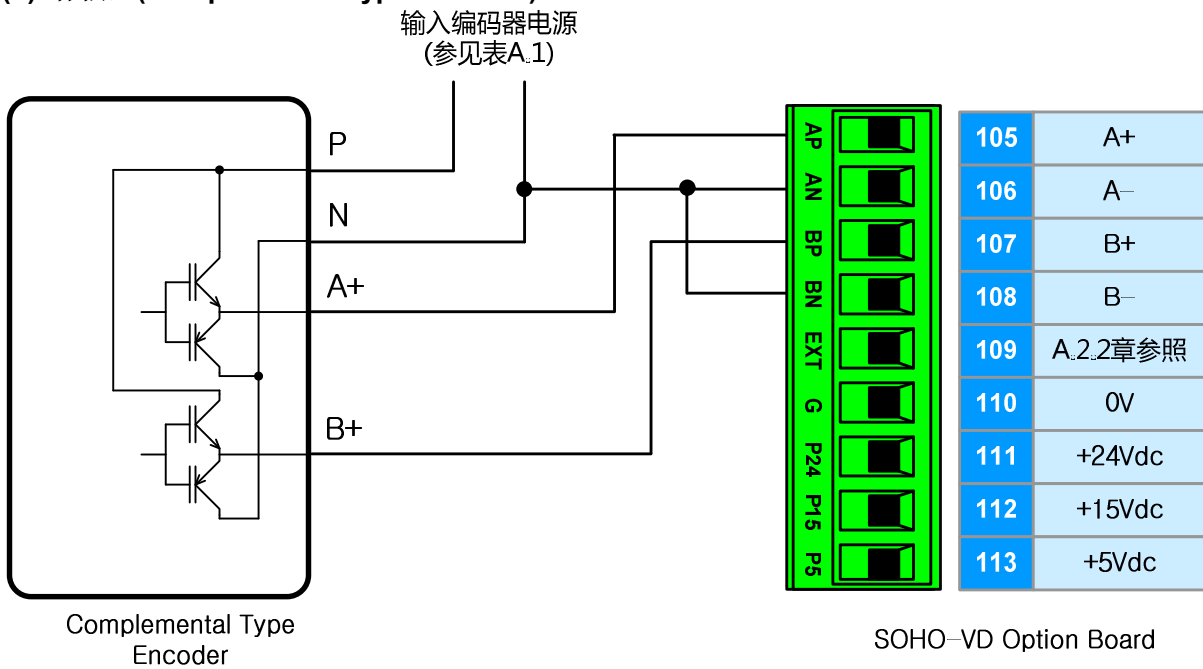 输入编码器电源
(参见表A.1)
P
N
A+
B+
Complemental Type
Encoder
AP
AN
BP
BN
EXT
G
P24
P15
P5
105 A+
106 A-
107 B+
108 B-
109 A.2.2章参照
110 0V
111 +24Vdc
112 +15Vdc
113 +5Vdc
SOHO-VD Option Board